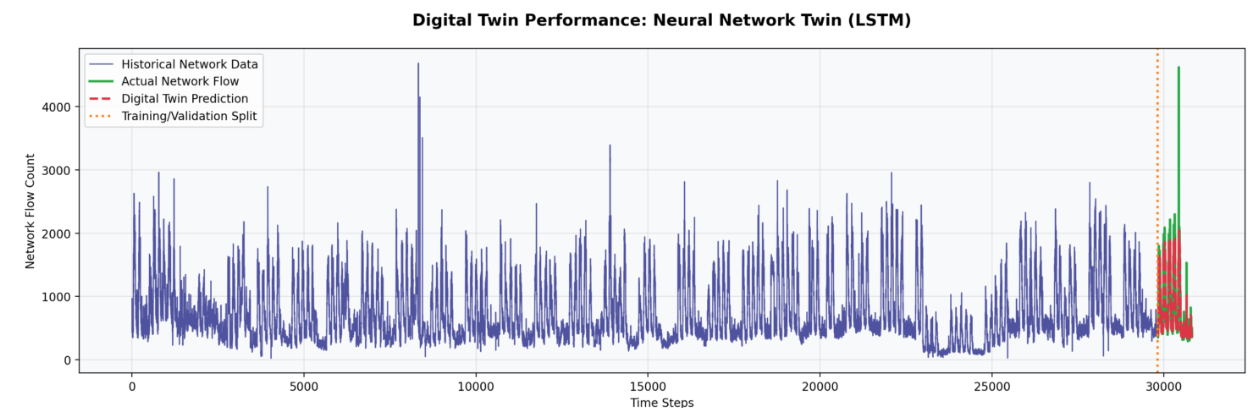 Digital Twin Performance: Neural Network Twin (LSTM)
Historical Network Data
Actual Network Flow
Digital Twin Prediction
Training/Validation Split
Network Flow Count
4000
3000
2000
1000
0
0 5000 10000 15000 20000 25000 30000
Time Steps